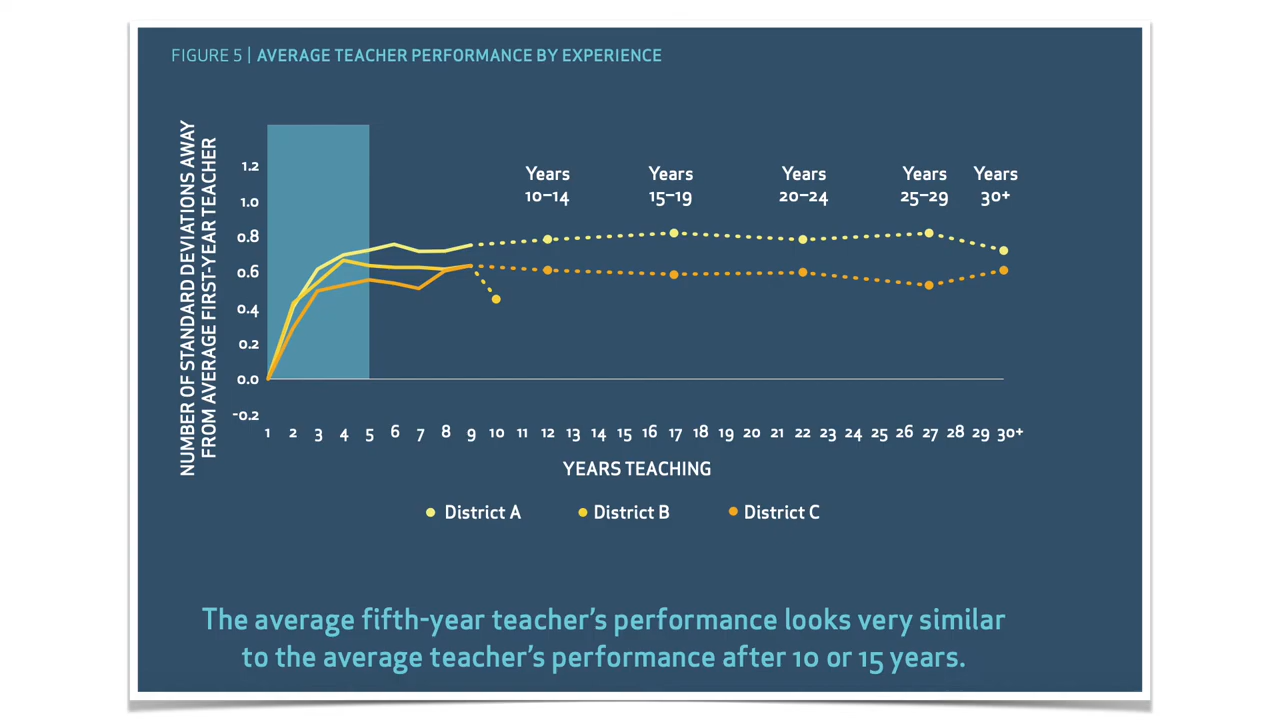 FIGURE 5 | AVERAGE TEACHER PERFORMANCE BY EXPERIENCE
NUMBER OF STANDARD DEVIATIONS AWAY
FROM AVERAGE FIRST-YEAR TEACHER
1.2
1.0
0.8
0.6
0.4
0.2
0.0
-0.2
Years Years Years Years Years
10–14 15–19 20–24 25–29 30+
1 2 3 4 5 6 7 8 9 10 11 12 13 14 15 16 17 18 19 20 21 22 23 24 25 26 27 28 29 30+
YEARS TEACHING
District A District B District C
The average fifth-year teacher’s performance looks very similar
to the average teacher’s performance after 10 or 15 years.